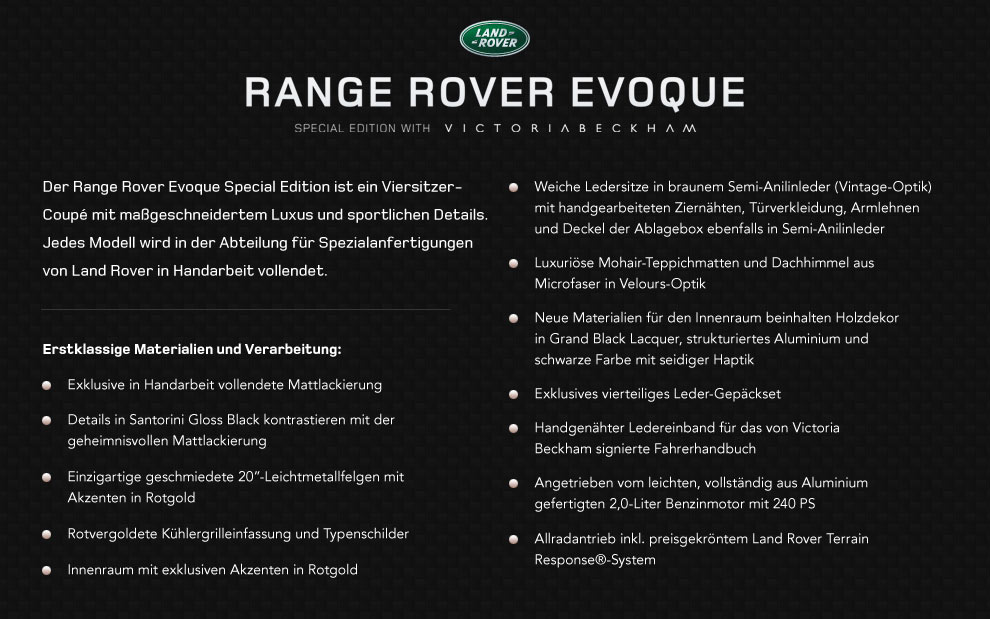 LAND ROVER
RANGE ROVER EVOQUE
SPECIAL EDITION WITH VICTORIABECKHAM
Der Range Rover Evoque Special Edition ist ein Viersitzer-
Coupé mit maßgeschneidertem Luxus und sportlichen Details.
Jedes Modell wird in der Abteilung für Spezialanfertigungen
von Land Rover in Handarbeit vollendet.
Erstklassige Materialien und Verarbeitung:
Exklusive in Handarbeit vollendete Mattlackierung
Details in Santorini Gloss Black kontrastieren mit der
geheimnisvollen Mattlackierung
Einzigartige geschmiedete 20"-Leichtmetallfelgen mit
Akzenten in Rotgold
Rotvergoldete Kühlergrilleinfassung und Typenschilder
Innenraum mit exklusiven Akzenten in Rotgold
Weiche Ledersitze in braunem Semi-Anilinleder (Vintage-Optik)
mit handgearbeiteten Ziernähten, Türverkleidung, Armlehnen
und Deckel der Ablagebox ebenfalls in Semi-Anilinleder
Luxuriöse Mohair-Teppichmatten und Dachhimmel aus
Microfaser in Velours-Optik
Neue Materialien für den Innenraum beinhalten Holzdekor
in Grand Black Lacquer, strukturiertes Aluminium und
schwarze Farbe mit seidiger Haptik
Exklusives vierteiliges Leder-Gepäckset
Handgenähter Ledereinband für das von Victoria
Beckham signierte Fahrerhandbuch
Angetrieben vom leichten, vollständig aus Aluminium
gefertigten 2,0-Liter Benzinmotor mit 240 PS
Allradantrieb inkl. preisgekröntem Land Rover Terrain
Response®-System